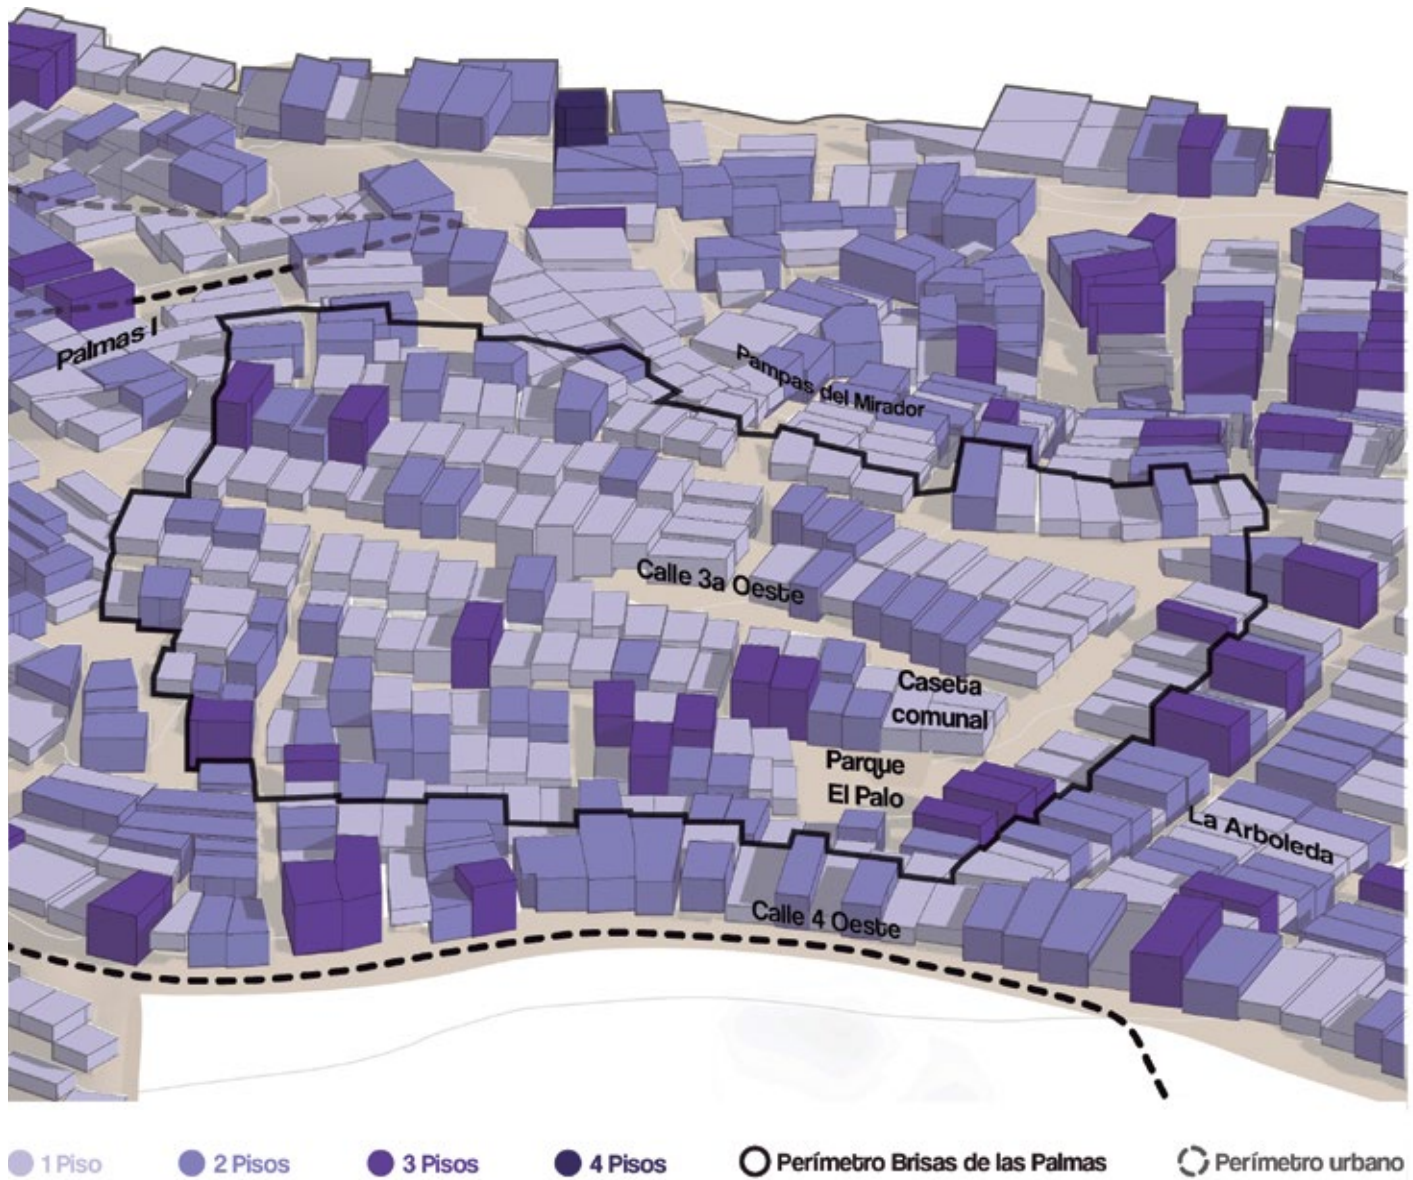 Palmas I
Pampas del Mirador
Calle 3a Oeste
Caseta
comunal
Parque
El Palo
La Arboleda
Calle 4 Oeste
1 Piso
2 Pisos
3 Pisos
4 Pisos
Perímetro Brisas de las Palmas
Perímetro urbano